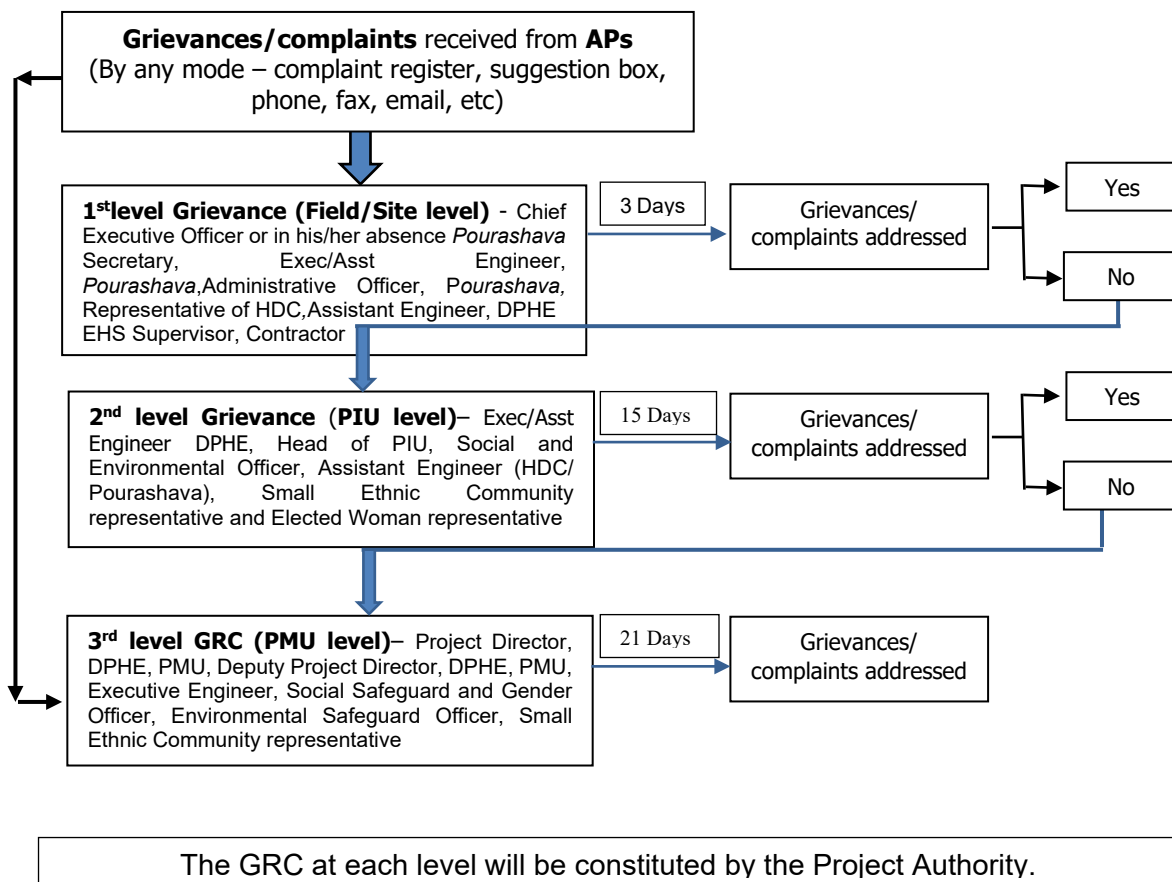 Grievances/complaints received from APs
(By any mode – complaint register, suggestion box,
phone, fax, email, etc)
1stlevel Grievance (Field/Site level) - Chief
Executive Officer or in his/her absence Pourashava
Secretary, Exec/Asst Engineer,
Pourashava,Administrative Officer, Pourashava,
Representative of HDC,Assistant Engineer, DPHE
EHS Supervisor, Contractor
3 Days
Grievances/
complaints addressed
Yes
No
2nd level Grievance (PIU level)– Exec/Asst
Engineer DPHE, Head of PIU, Social and
Environmental Officer, Assistant Engineer (HDC/
Pourashava), Small Ethnic Community
representative and Elected Woman representative
15 Days
Grievances/
complaints addressed
Yes
No
3rd level GRC (PMU level)– Project Director,
DPHE, PMU, Deputy Project Director, DPHE, PMU,
Executive Engineer, Social Safeguard and Gender
Officer, Environmental Safeguard Officer, Small
Ethnic Community representative
21 Days
Grievances/
complaints addressed
The GRC at each level will be constituted by the Project Authority.